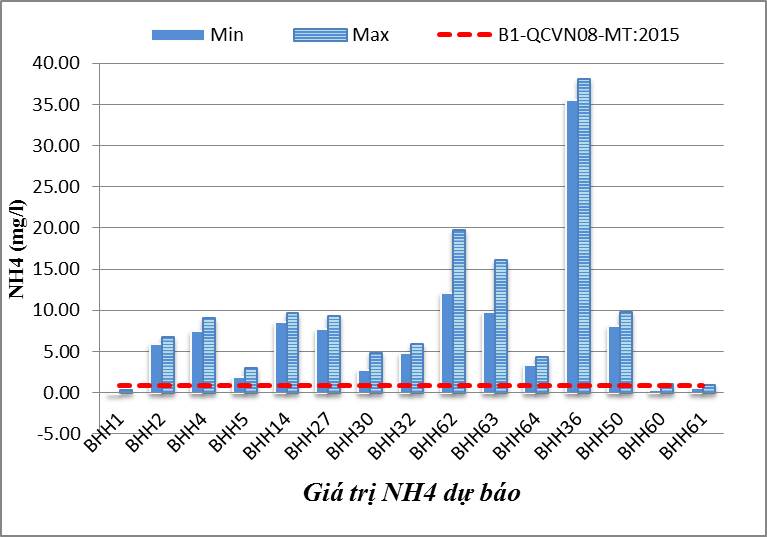 Min Max B1-QCVN08-MT:2015
40.00
35.00
30.00
25.00
20.00
15.00
10.00
5.00
0.00
-5.00
NH4 (mg/l)
BHH1 BHH2 BHH4 BHH5 BHH14 BHH27 BHH30 BHH32 BHH62 BHH63 BHH64 BHH36 BHH50 BHH60 BHH61
Giá trị NH4 dự báo